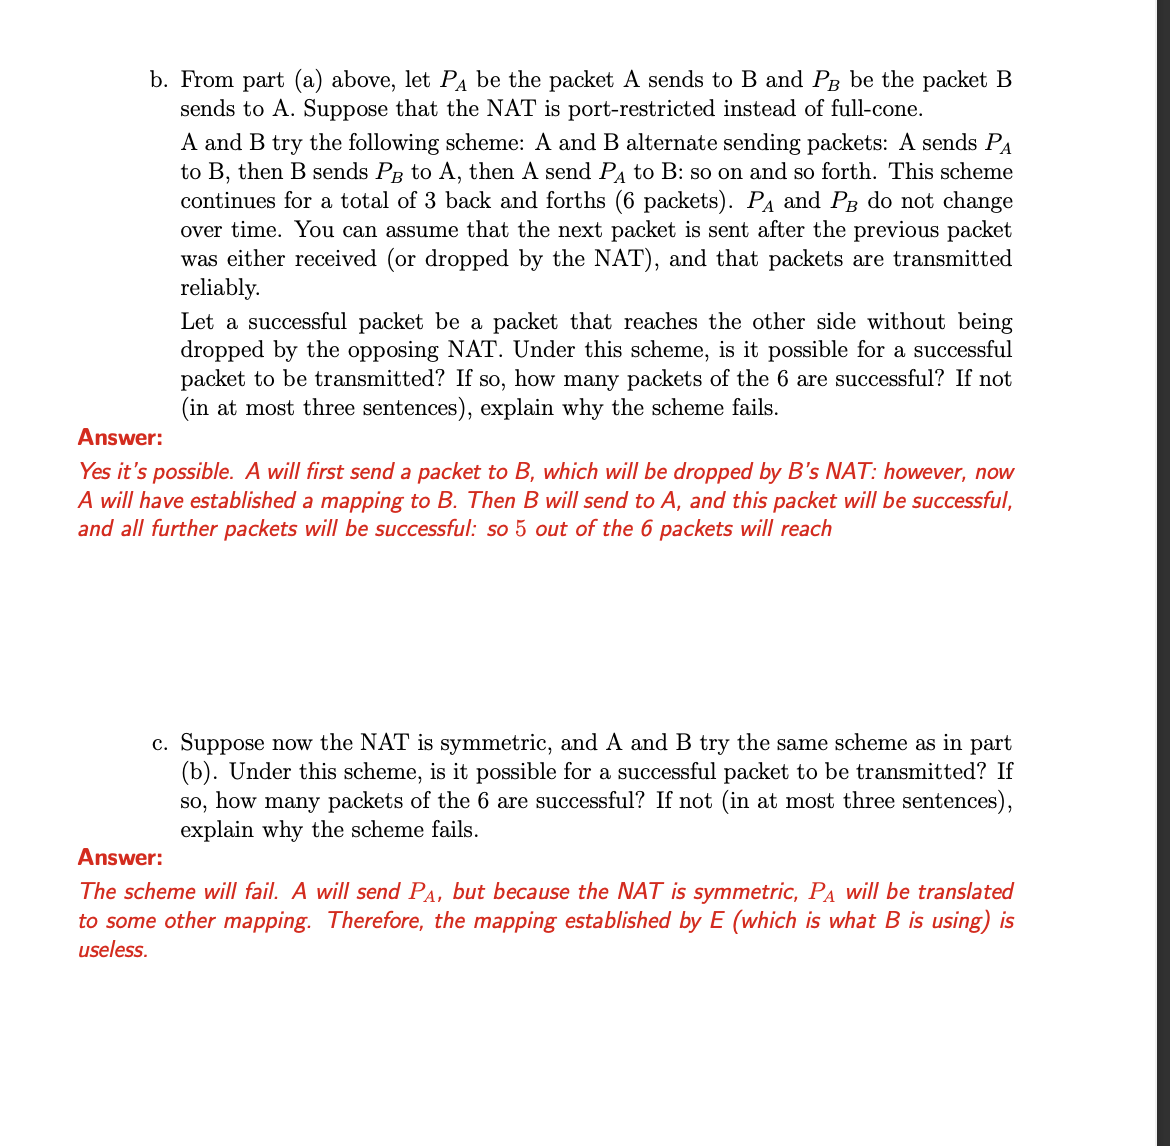 b. From part (a) above, let P_A be the packet A sends to B and P_B be the packet B
sends to A. Suppose that the NAT is port-restricted instead of full-cone.
A and B try the following scheme: A and B alternate sending packets: A sends P_A
to B, then B sends P_B to A, then A send P_A to B: so on and so forth. This scheme
continues for a total of 3 back and forths (6 packets). P_A and P_B do not change
over time. You can assume that the next packet is sent after the previous packet
was either received (or dropped by the NAT), and that packets are transmitted
reliably.
Let a successful packet be a packet that reaches the other side without being
dropped by the opposing NAT. Under this scheme, is it possible for a successful
packet to be transmitted? If so, how many packets of the 6 are successful? If not
(in at most three sentences), explain why the scheme fails.
Answer:
Yes it's possible. A will first send a packet to B, which will be dropped by B's NAT: however, now
A will have established a mapping to B. Then B will send to A, and this packet will be successful,
and all further packets will be successful: so 5 out of the 6 packets will reach
c. Suppose now the NAT is symmetric, and A and B try the same scheme as in part
(b). Under this scheme, is it possible for a successful packet to be transmitted? If
so, how many packets of the 6 are successful? If not (in at most three sentences),
explain why the scheme fails.
Answer:
The scheme will fail. A will send P_A, but because the NAT is symmetric, P_A will be translated
to some other mapping. Therefore, the mapping established by E (which is what B is using) is
useless.